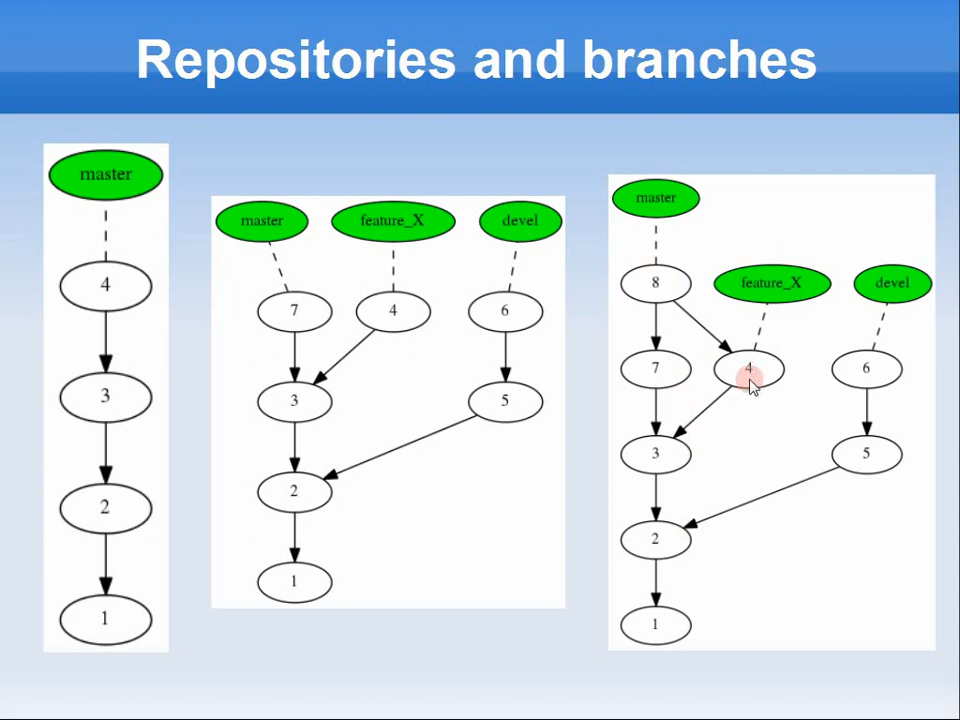 Repositories and branches
master
4
3
2
1
master feature_X devel
7 4 6
3 5
2
1
master
8 feature_X devel
7 4 6
3 5
2
1